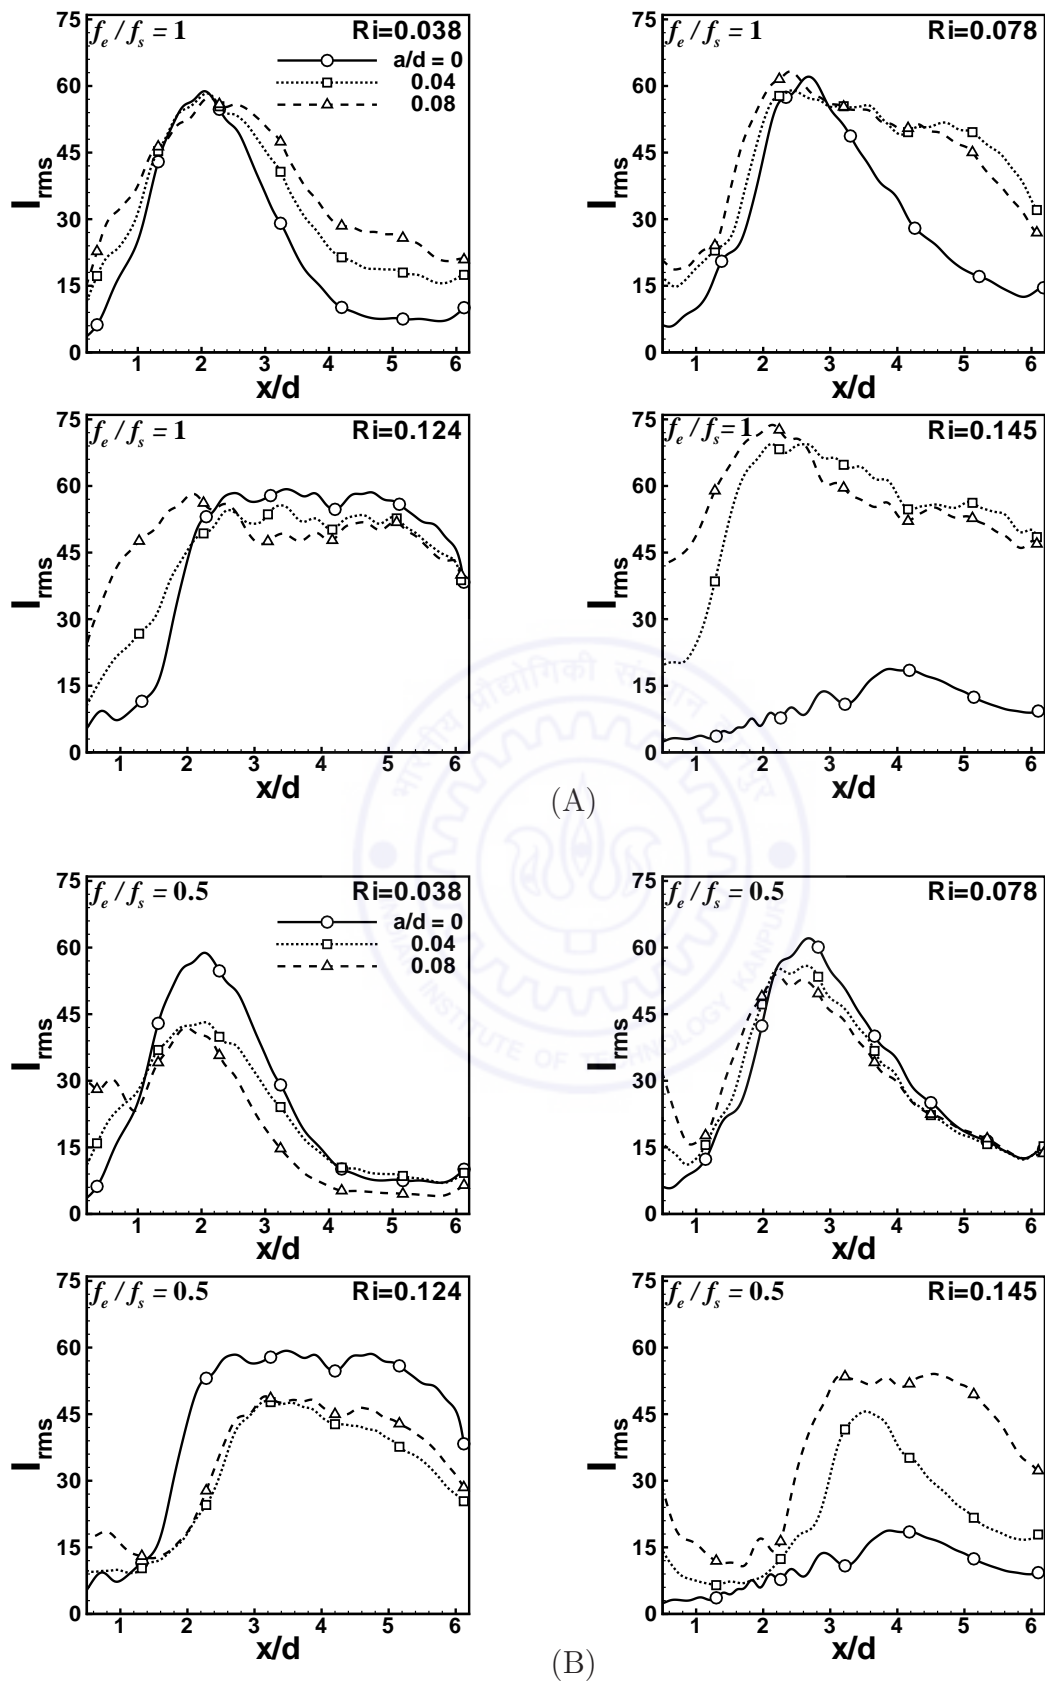 f_e / f_s = 1 Ri=0.038
a/d = 0
0.04
0.08
I_rms
75
60
45
30
15
0
1 2 3 4 5 6
x/d
f_e / f_s = 1 Ri=0.078
I_rms
75
60
45
30
15
0
1 2 3 4 5 6
x/d
f_e / f_s = 1 Ri=0.124
I_rms
75
60
45
30
15
0
1 2 3 4 5 6
x/d
f_e / f_s = 1 Ri=0.145
I_rms
75
60
45
30
15
0
1 2 3 4 5 6
x/d
(A)
f_e / f_s = 0.5 Ri=0.038
a/d = 0
0.04
0.08
I_rms
75
60
45
30
15
0
1 2 3 4 5 6
x/d
f_e / f_s = 0.5 Ri=0.078
I_rms
75
60
45
30
15
0
1 2 3 4 5 6
x/d
f_e / f_s = 0.5 Ri=0.124
I_rms
75
60
45
30
15
0
1 2 3 4 5 6
x/d
f_e / f_s = 0.5 Ri=0.145
I_rms
75
60
45
30
15
0
1 2 3 4 5 6
x/d
(B)
भारतीय प्रौद्योगिकी संस्थान
INDIAN INSTITUTE OF TECHNOLOGY KANPUR